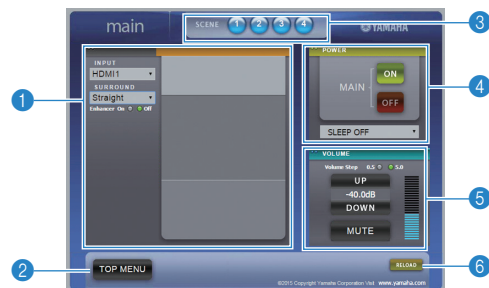 main
SCENE 1 2 3 4
YAMAHA
3
INPUT
HDMI1
SURROUND
Straight
Enhancer On Off
1
POWER
MAIN
ON
OFF
SLEEP OFF
4
VOLUME
Volume Step 0.5 5.0
UP
-40.0dB
DOWN
MUTE
5
2
TOP MENU
RELOAD
6
©2015 Copyright Yamaha Corporation Visit www.yamaha.com